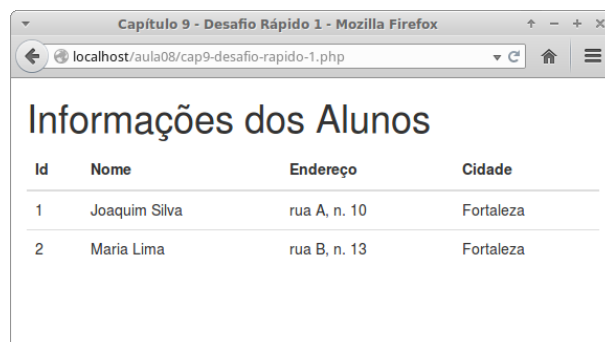 Capítulo 9 - Desafio Rápido 1 - Mozilla Firefox
localhost/aula08/cap9-desafio-rapido-1.php
Informações dos Alunos
Id Nome Endereço Cidade
1 Joaquim Silva rua A, n. 10 Fortaleza
2 Maria Lima rua B, n. 13 Fortaleza